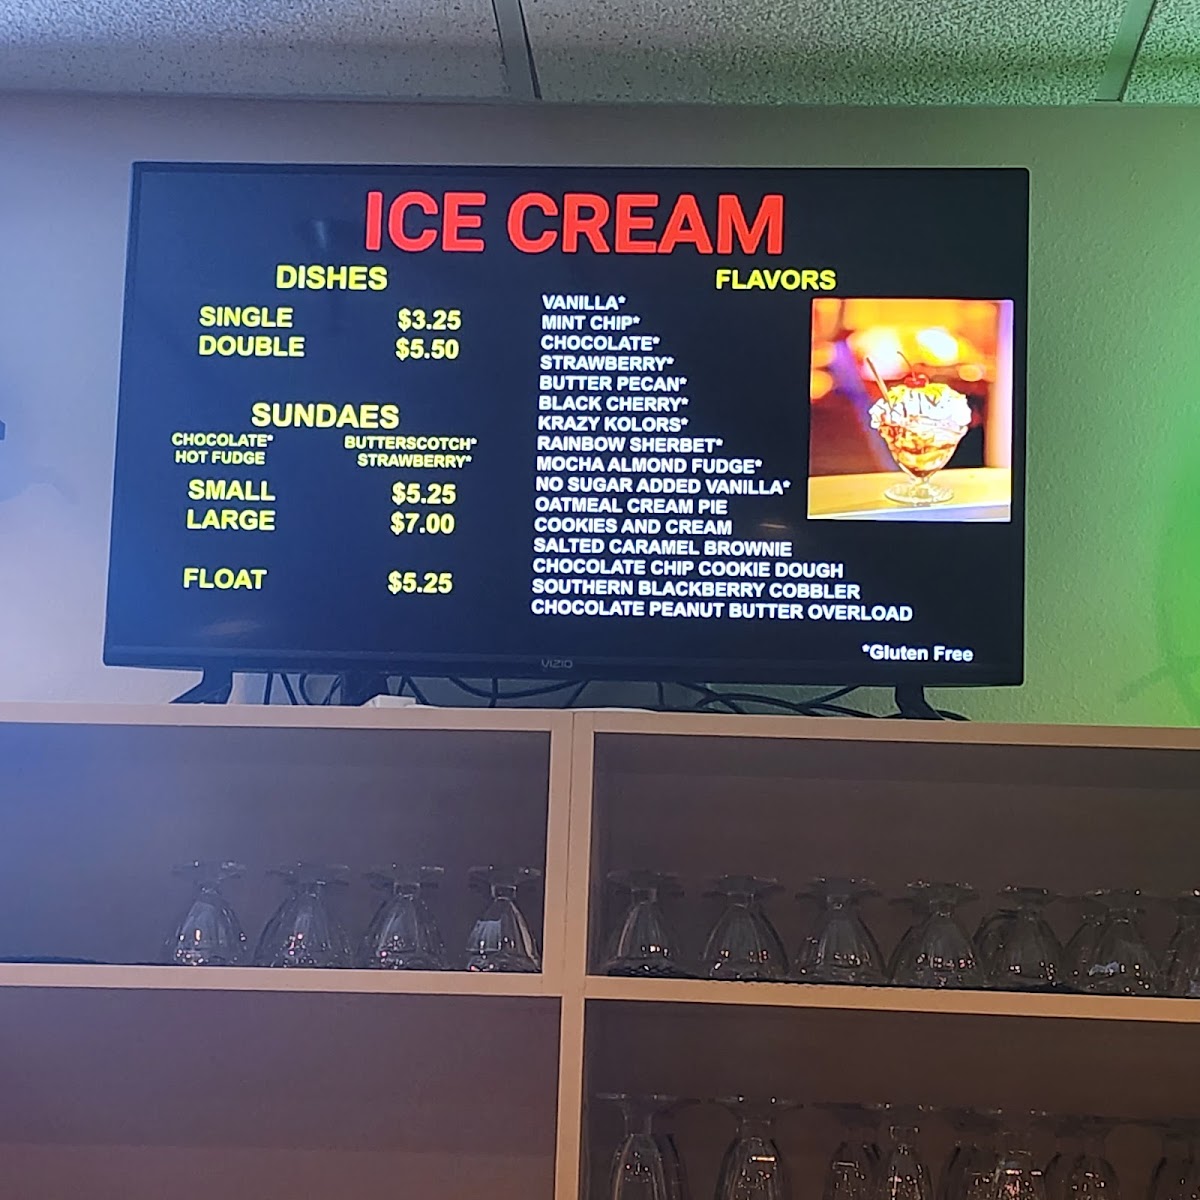 ICE CREAM
DISHES
SINGLE $3.25
DOUBLE $5.50
SUNDAES
CHOCOLATE* BUTTERSCOTCH*
HOT FUDGE STRAWBERRY*
SMALL $5.25
LARGE $7.00
FLOAT $5.25
FLAVORS
VANILLA*
MINT CHIP*
CHOCOLATE*
STRAWBERRY*
BUTTER PECAN*
BLACK CHERRY*
KRAZY KOLORS*
RAINBOW SHERBET*
MOCHA ALMOND FUDGE*
NO SUGAR ADDED VANILLA*
OATMEAL CREAM PIE
COOKIES AND CREAM
SALTED CARAMEL BROWNIE
CHOCOLATE CHIP COOKIE DOUGH
SOUTHERN BLACKBERRY COBBLER
CHOCOLATE PEANUT BUTTER OVERLOAD
*Gluten Free
VIZIO